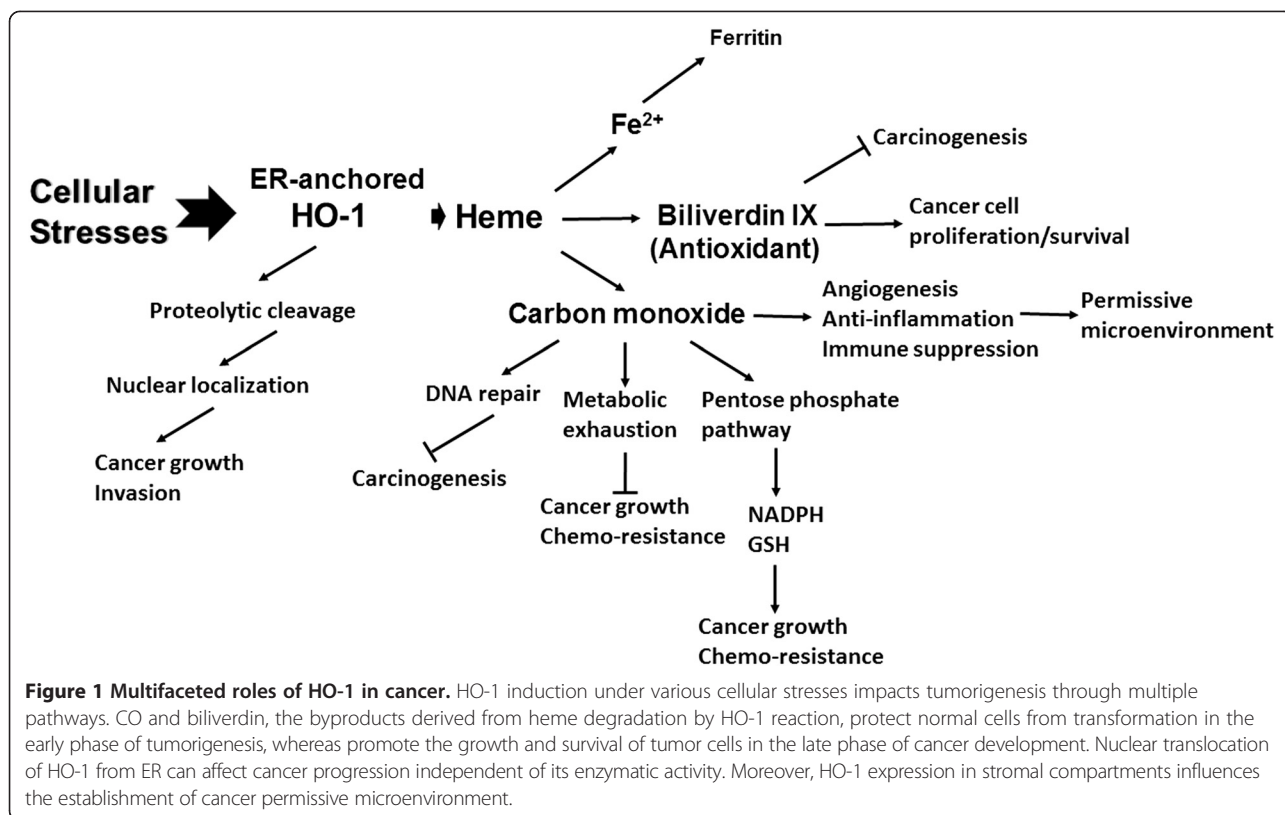 Ferritin
Fe²⁺
Carcinogenesis
Cellular
Stresses
ER-anchored
HO-1
Heme
Biliverdin IX
(Antioxidant)
Cancer cell
proliferation/survival
Proteolytic cleavage
Carbon monoxide
Angiogenesis
Anti-inflammation
Immune suppression
Permissive
microenvironment
Nuclear localization
DNA repair
Metabolic
exhaustion
Pentose phosphate
pathway
Cancer growth
Invasion
Carcinogenesis
Cancer growth
Chemo-resistance
NADPH
GSH
Cancer growth
Chemo-resistance
Figure 1 Multifaceted roles of HO-1 in cancer. HO-1 induction under various cellular stresses impacts tumorigenesis through multiple
pathways. CO and biliverdin, the byproducts derived from heme degradation by HO-1 reaction, protect normal cells from transformation in the
early phase of tumorigenesis, whereas promote the growth and survival of tumor cells in the late phase of cancer development. Nuclear translocation
of HO-1 from ER can affect cancer progression independent of its enzymatic activity. Moreover, HO-1 expression in stromal compartments influences
the establishment of cancer permissive microenvironment.